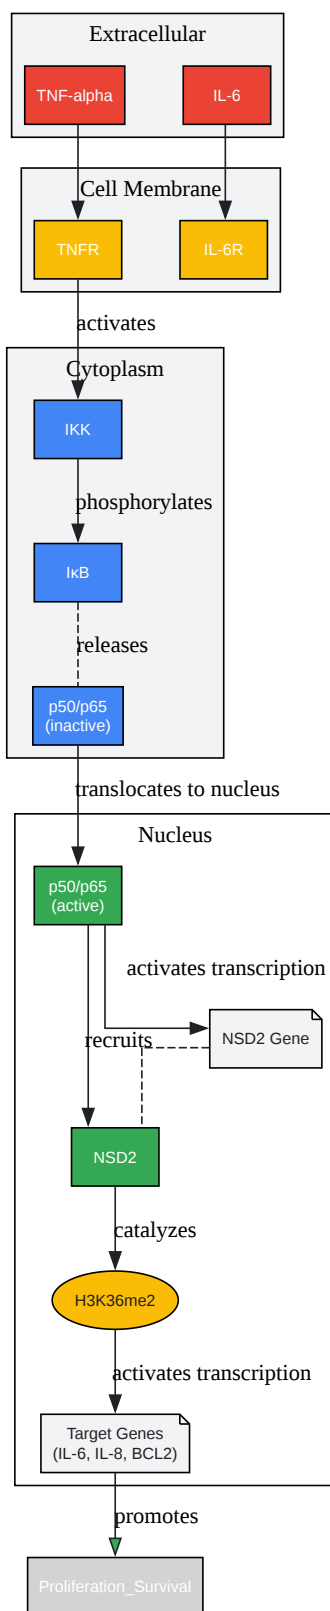 Extracellular
TNF-alpha
IL-6
Cell Membrane
TNFR
IL-6R
activates
Cytoplasm
IKK
phosphorylates
IκB
releases
p50/p65
(inactive)
translocates to nucleus
Nucleus
p50/p65
(active)
activates transcription
NSD2 Gene
recruits
NSD2
catalyzes
H3K36me2
activates transcription
Target Genes
(IL-6, IL-8, BCL2)
promotes
Proliferation_Survival